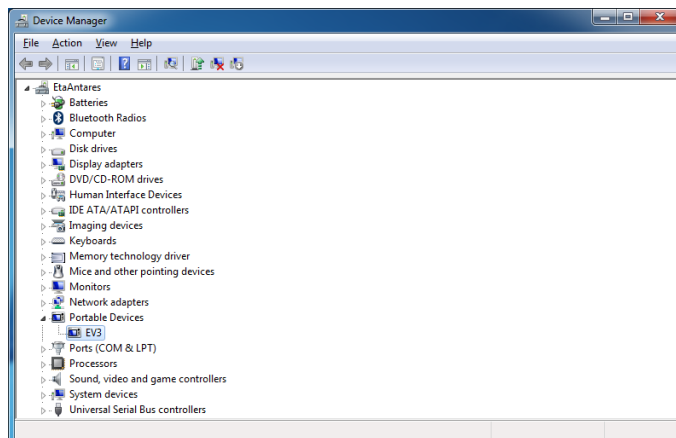 Device Manager
File Action View Help
EtaAntares
Batteries
Bluetooth Radios
Computer
Disk drives
Display adapters
DVD/CD-ROM drives
Human Interface Devices
IDE ATA/ATAPI controllers
Imaging devices
Keyboards
Memory technology driver
Mice and other pointing devices
Monitors
Network adapters
Portable Devices
EV3
Ports (COM & LPT)
Processors
Sound, video and game controllers
System devices
Universal Serial Bus controllers